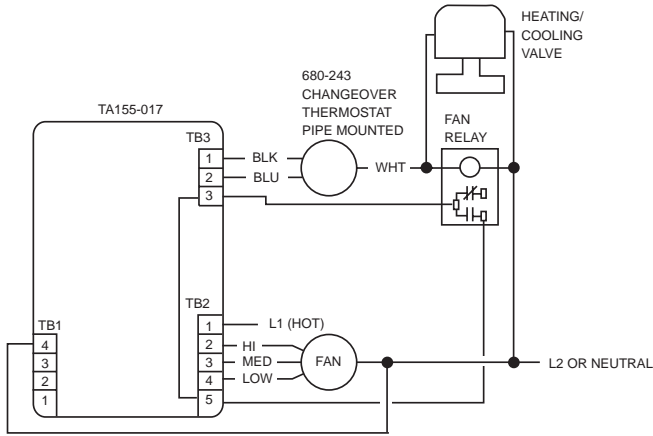 HEATING/
COOLING
VALVE
680-243
CHANGEOVER
THERMOSTAT
PIPE MOUNTED
TA155-017
FAN
RELAY
TB3
1
BLK
2
BLU
3
WHT
TB2
1
L1 (HOT)
2
HI
3
MED
4
LOW
5
FAN
L2 OR NEUTRAL
TB1
4
3
2
1